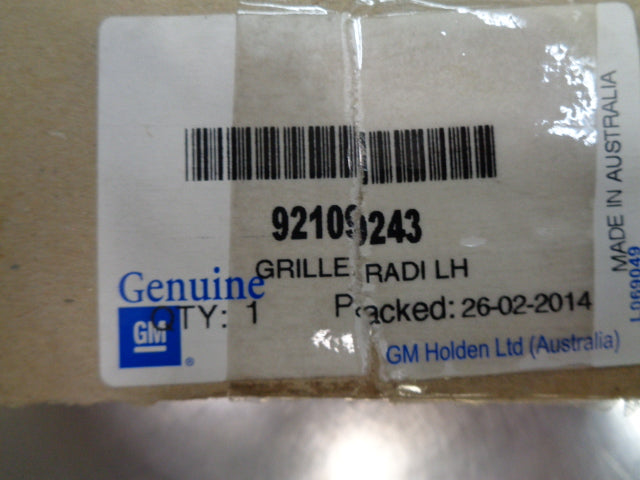 92109243
GRILLE RADI LH
Genuine
QTY: 1 Packed: 26-02-2014
GM ®
GM Holden Ltd (Australia)
MADE IN AUSTRALIA